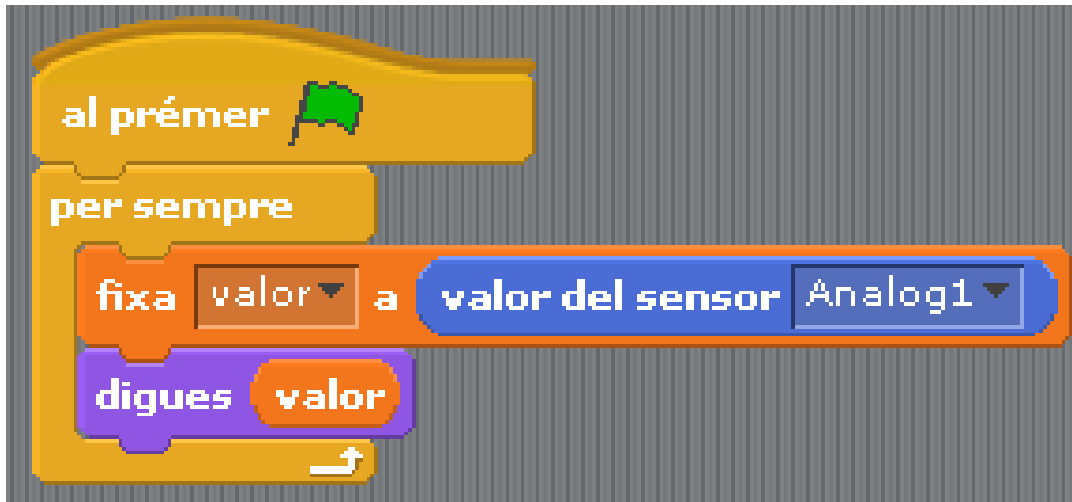 al prémer
per sempre
fixa valor a valor del sensor Analog1
digues valor